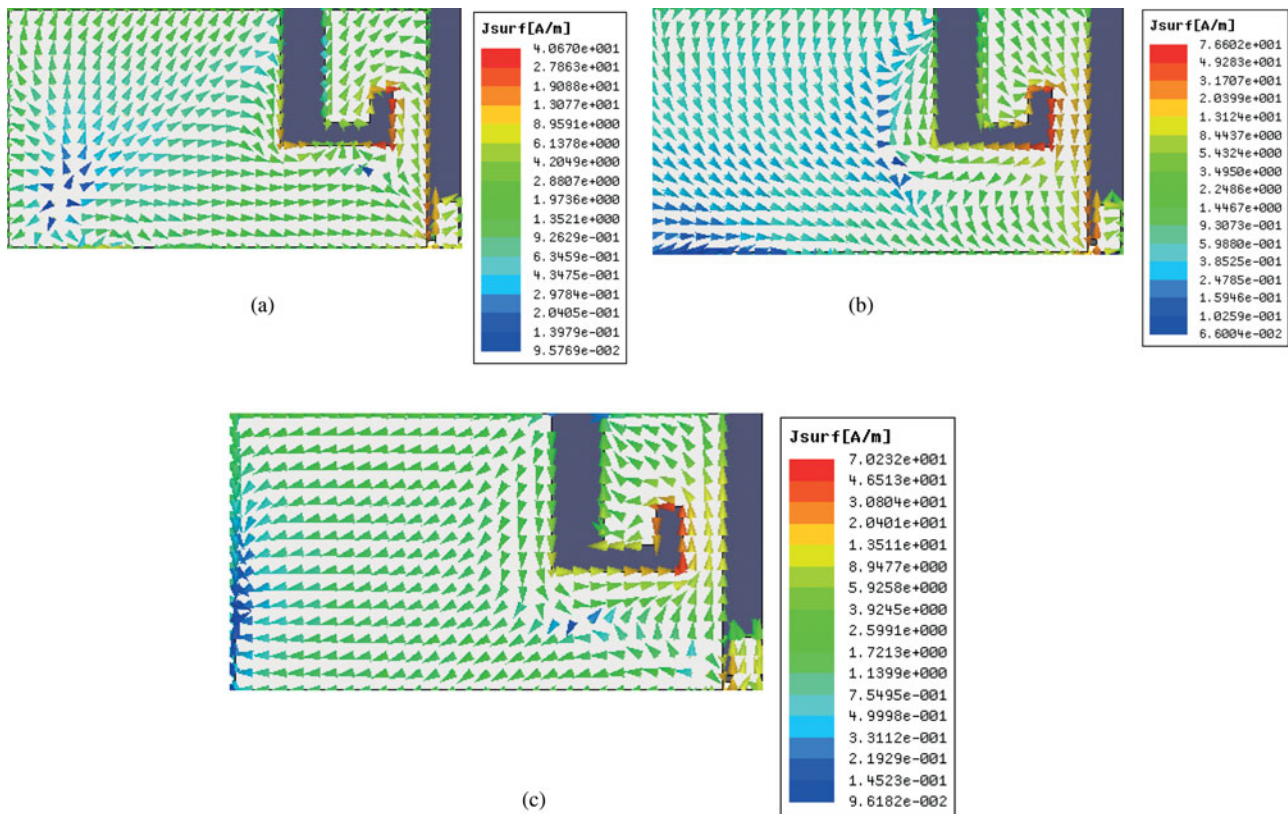 Jsurf[A/m]
4.0670e+001
2.7863e+001
1.9088e+001
1.3077e+001
8.9591e+000
6.1378e+000
4.2049e+000
2.8807e+000
1.9736e+000
1.3521e+000
9.2629e-001
6.3459e-001
4.3475e-001
2.9784e-001
2.0405e-001
1.3979e-001
9.5769e-002
(a)
Jsurf[A/m]
7.6602e+001
4.9283e+001
3.1707e+001
2.0399e+001
1.3124e+001
8.4437e+000
5.4324e+000
3.4950e+000
2.2486e+000
1.4467e+000
9.3073e-001
5.9880e-001
3.8525e-001
2.4785e-001
1.5946e-001
1.0259e-001
6.6004e-002
(b)
Jsurf[A/m]
7.0232e+001
4.6513e+001
3.0804e+001
2.0401e+001
1.3511e+001
8.9477e+000
5.9258e+000
3.9245e+000
2.5991e+000
1.7213e+000
1.1399e+000
7.5495e-001
4.9998e-001
3.3112e-001
2.1929e-001
1.4523e-001
9.6182e-002
(c)